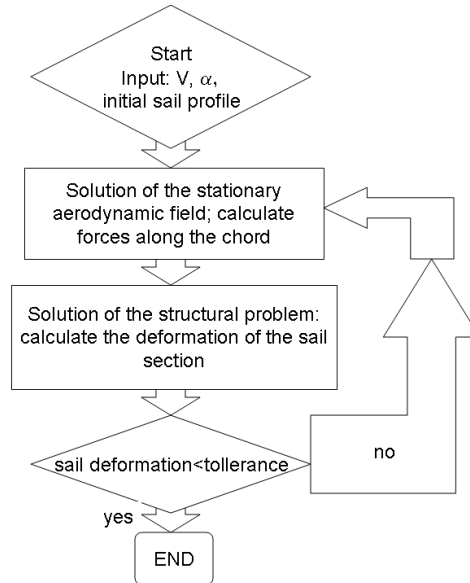 Start
Input: V, α,
initial sail profile
Solution of the stationary
aerodynamic field; calculate
forces along the chord
Solution of the structural problem:
calculate the deformation of the sail
section
sail deformation<tollerance
no
yes
END